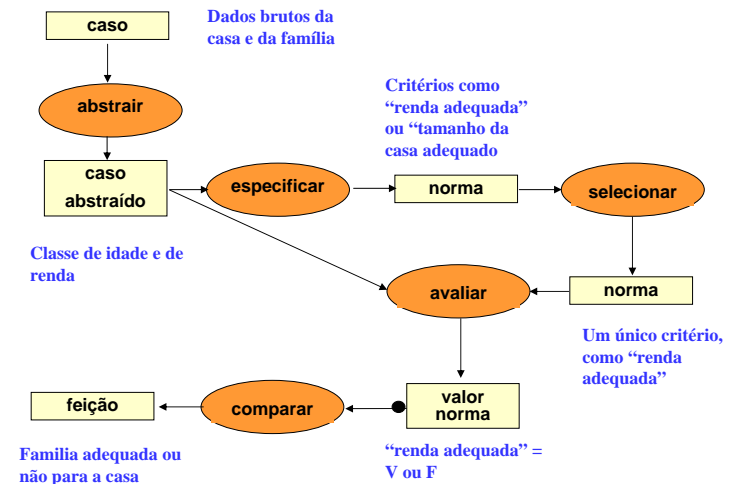 caso
Dados brutos da
casa e da família
abstrair
Critérios como
“renda adequada”
ou “tamanho da
casa adequado
caso
abstraído
especificar
norma
selecionar
Classe de idade e de
renda
avaliar
norma
Um único critério,
como “renda
adequada”
feição
comparar
valor
norma
Familia adequada ou
não para a casa
“renda adequada” =
V ou F